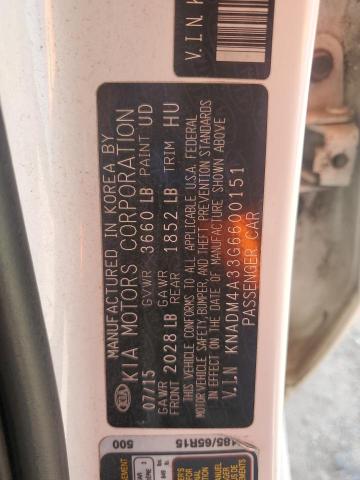 MANUFACTURED IN KOREA BY
KIA MOTORS CORPORATION
KIA
07/15 GVWR 3660 LB PAINT UD
GAWR FRONT 2028 LB GAWR REAR 1852 LB TRIM HU
THIS VEHICLE CONFORMS TO ALL APPLICABLE U.S.A. FEDERAL
MOTOR VEHICLE SAFETY, BUMPER, AND THEFT PREVENTION STANDARDS
IN EFFECT ON THE DATE OF MANUFACTURE SHOWN ABOVE
V.I.N KNADM4A33G6600151
PASSENGER CAR
V.I.N K
185/65R15
500